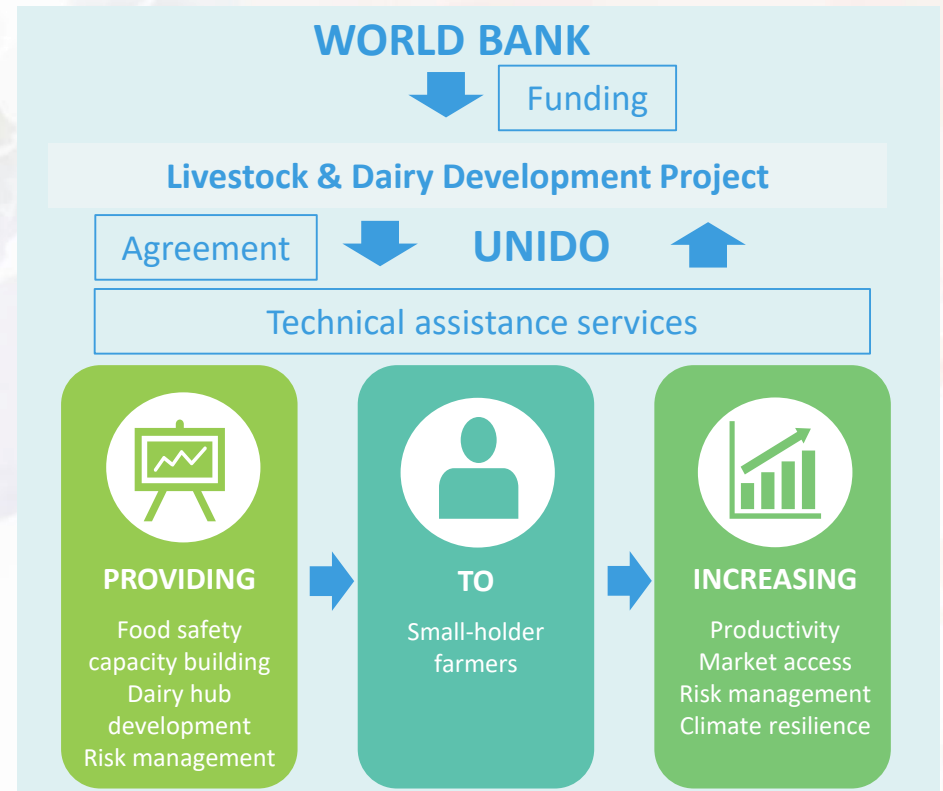 WORLD BANK
Funding
Livestock & Dairy Development Project
Agreement
UNIDO
Technical assistance services
PROVIDING
Food safety
capacity building
Dairy hub
development
Risk management
TO
Small-holder
farmers
INCREASING
Productivity
Market access
Risk management
Climate resilience